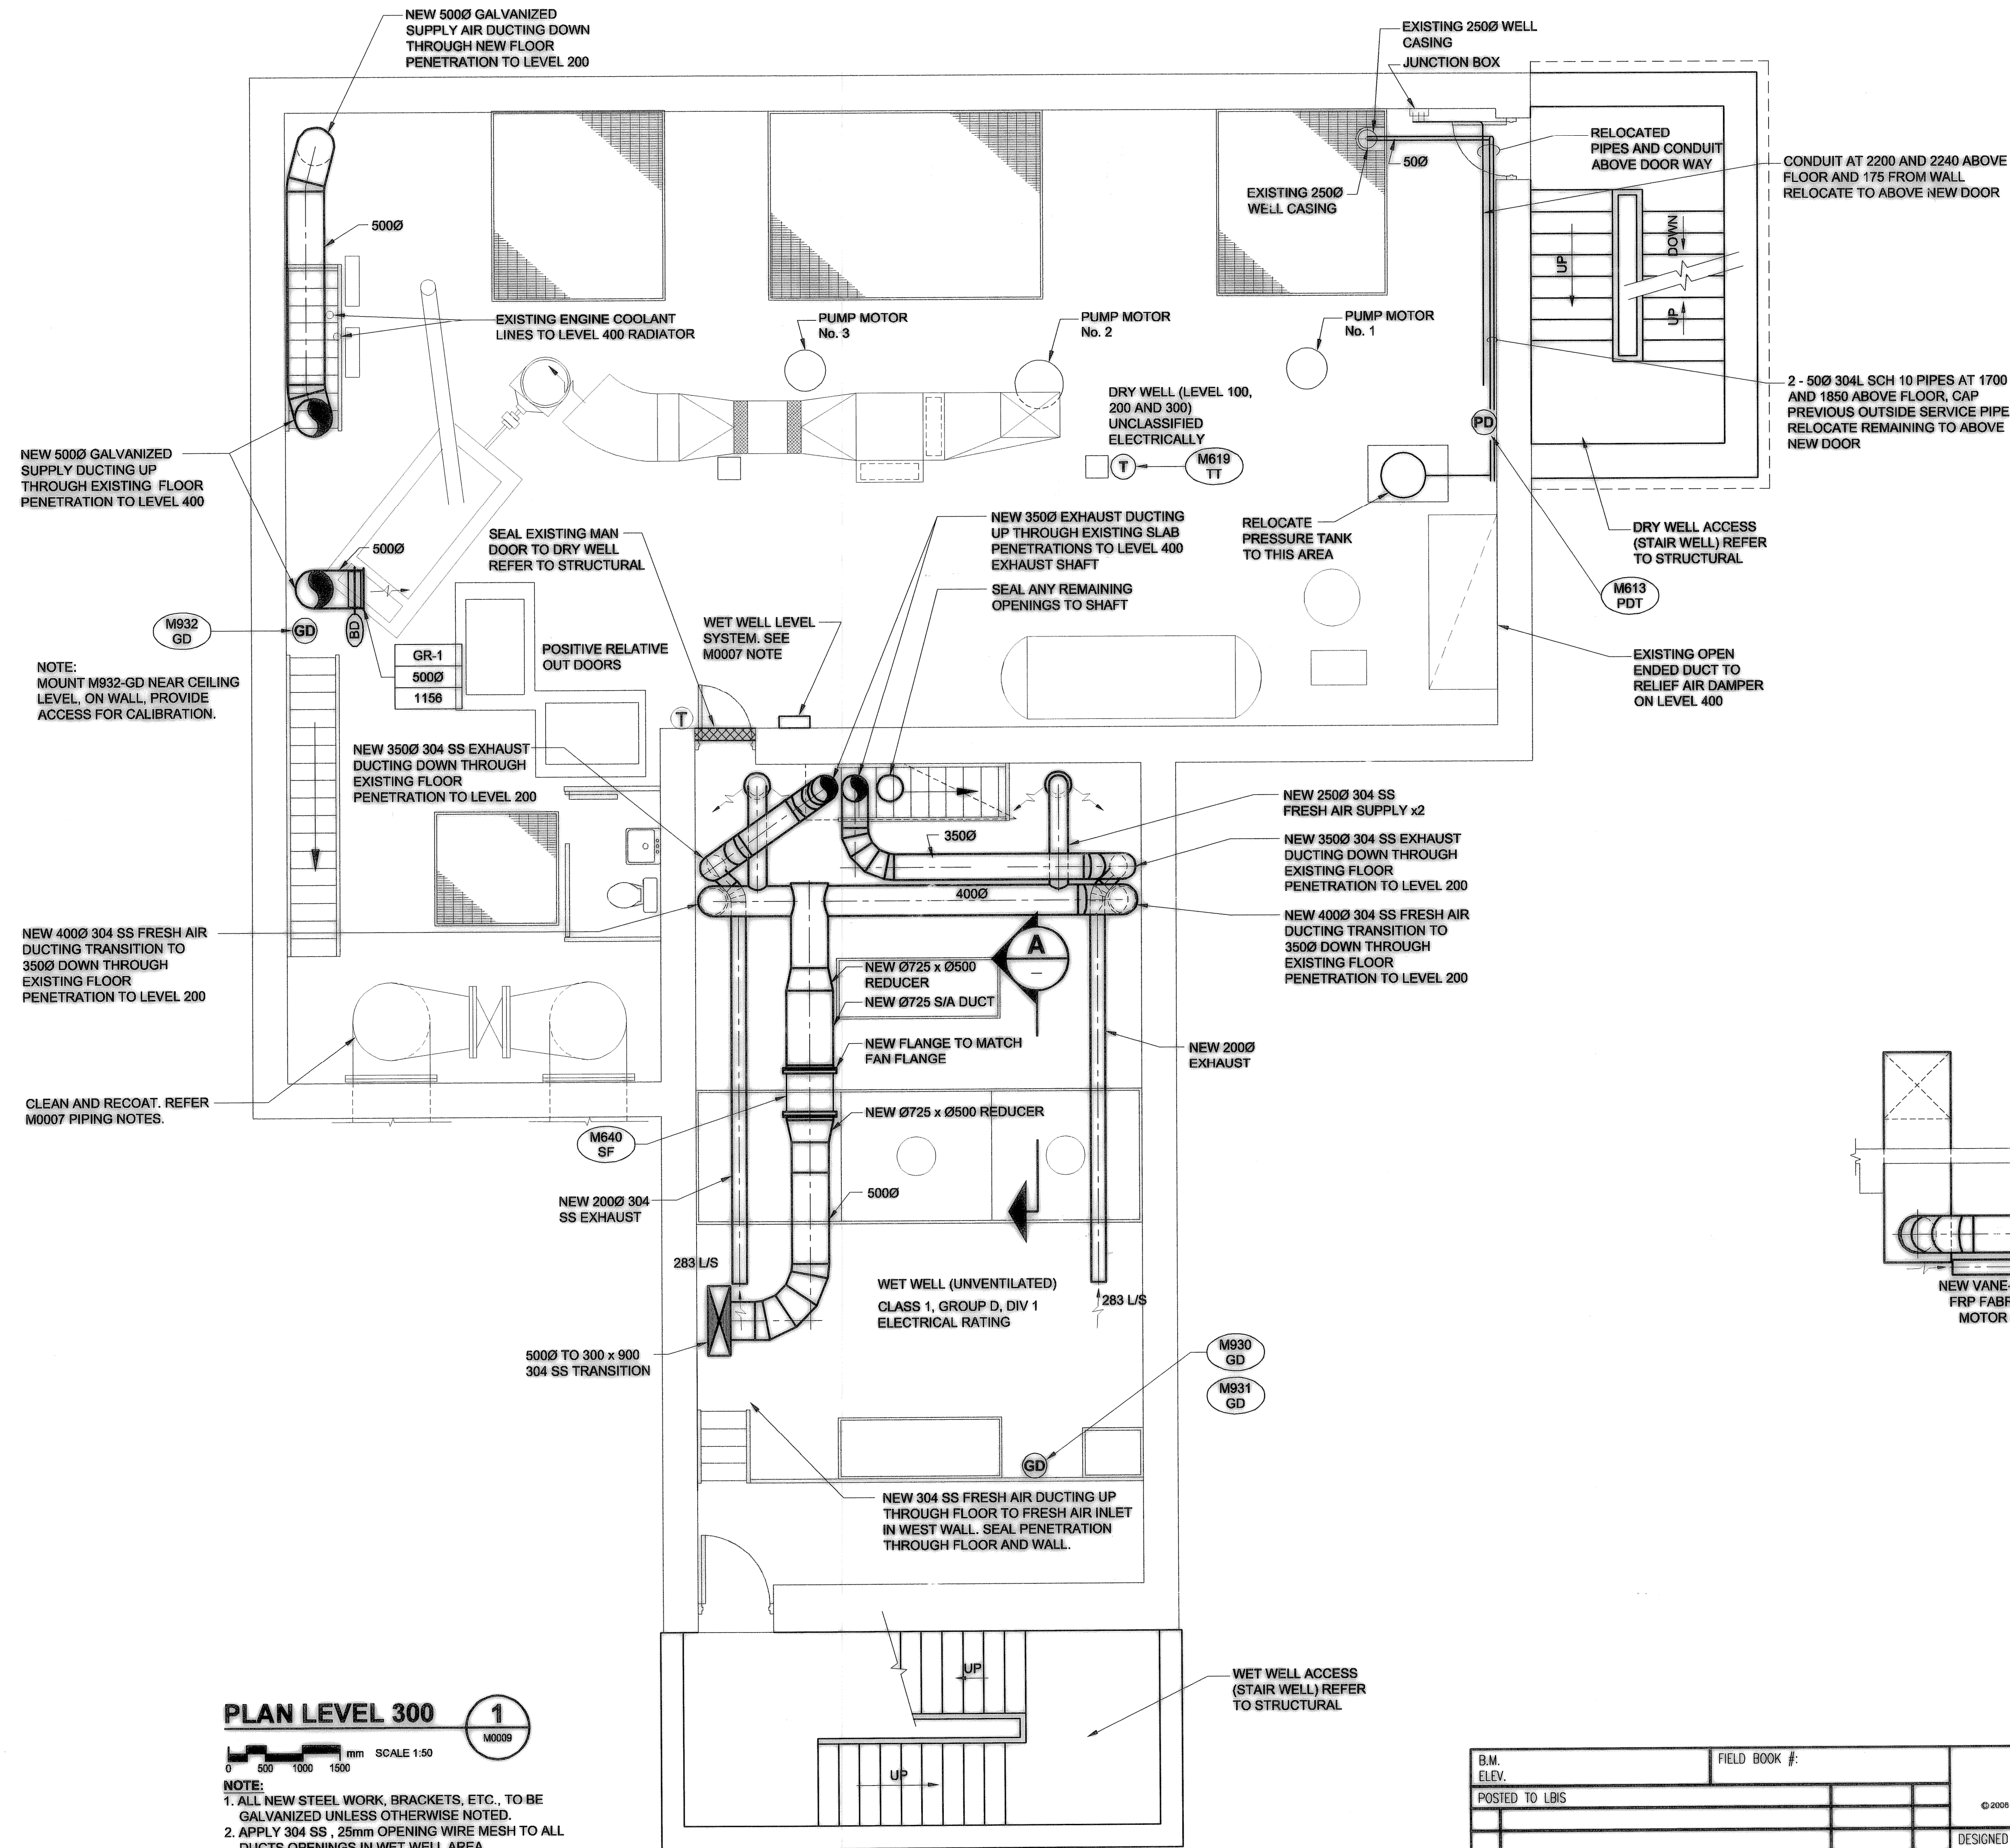 NEW 500Ø GALVANIZED
SUPPLY AIR DUCTING DOWN
THROUGH NEW FLOOR
PENETRATION TO LEVEL 200
EXISTING 250Ø WELL
CASING
JUNCTION BOX
RELOCATED
PIPES AND CONDUIT
ABOVE DOOR WAY
CONDUIT AT 2200 AND 2240 ABOVE
FLOOR AND 175 FROM WALL
RELOCATE TO ABOVE NEW DOOR
50Ø
EXISTING 250Ø
WELL CASING
500Ø
UP
DOWN
UP
EXISTING ENGINE COOLANT
LINES TO LEVEL 400 RADIATOR
PUMP MOTOR
No. 3
PUMP MOTOR
No. 2
PUMP MOTOR
No. 1
2 - 50Ø 304L SCH 10 PIPES AT 1700
AND 1850 ABOVE FLOOR, CAP
PREVIOUS OUTSIDE SERVICE PIPE
RELOCATE REMAINING TO ABOVE
NEW DOOR
DRY WELL (LEVEL 100,
200 AND 300)
UNCLASSIFIED
ELECTRICALLY
PD
T
M619
TT
NEW 500Ø GALVANIZED
SUPPLY DUCTING UP
THROUGH EXISTING FLOOR
PENETRATION TO LEVEL 400
SEAL EXISTING MAN
DOOR TO DRY WELL
REFER TO STRUCTURAL
NEW 350Ø EXHAUST DUCTING
UP THROUGH EXISTING SLAB
PENETRATIONS TO LEVEL 400
EXHAUST SHAFT
RELOCATE
PRESSURE TANK
TO THIS AREA
DRY WELL ACCESS
(STAIR WELL) REFER
TO STRUCTURAL
500Ø
SEAL ANY REMAINING
OPENINGS TO SHAFT
M613
PDT
M932
GD
GD
BD
WET WELL LEVEL
SYSTEM. SEE
M0007 NOTE
GR-1
500Ø
1156
POSITIVE RELATIVE
OUT DOORS
NOTE:
MOUNT M932-GD NEAR CEILING
LEVEL, ON WALL, PROVIDE
ACCESS FOR CALIBRATION.
EXISTING OPEN
ENDED DUCT TO
RELIEF AIR DAMPER
ON LEVEL 400
T
NEW 350Ø 304 SS EXHAUST
DUCTING DOWN THROUGH
EXISTING FLOOR
PENETRATION TO LEVEL 200
NEW 250Ø 304 SS
FRESH AIR SUPPLY x2
350Ø
NEW 350Ø 304 SS EXHAUST
DUCTING DOWN THROUGH
EXISTING FLOOR
PENETRATION TO LEVEL 200
400Ø
NEW 400Ø 304 SS FRESH AIR
DUCTING TRANSITION TO
350Ø DOWN THROUGH
EXISTING FLOOR
PENETRATION TO LEVEL 200
NEW 400Ø 304 SS FRESH AIR
DUCTING TRANSITION TO
350Ø DOWN THROUGH
EXISTING FLOOR
PENETRATION TO LEVEL 200
A
–
NEW Ø725 x Ø500
REDUCER
NEW Ø725 S/A DUCT
NEW FLANGE TO MATCH
FAN FLANGE
NEW 200Ø
EXHAUST
CLEAN AND RECOAT. REFER
M0007 PIPING NOTES.
NEW Ø725 x Ø500 REDUCER
M640
SF
NEW 200Ø 304
SS EXHAUST
500Ø
283 L/S
WET WELL (UNVENTILATED)
CLASS 1, GROUP D, DIV 1
ELECTRICAL RATING
283 L/S
NEW VANE-
FRP FABR
MOTOR
500Ø TO 300 x 900
304 SS TRANSITION
M930
GD
M931
GD
GD
NEW 304 SS FRESH AIR DUCTING UP
THROUGH FLOOR TO FRESH AIR INLET
IN WEST WALL. SEAL PENETRATION
THROUGH FLOOR AND WALL.
UP
WET WELL ACCESS
(STAIR WELL) REFER
TO STRUCTURAL
UP
PLAN LEVEL 300
1
M0009
0 500 1000 1500 mm SCALE 1:50
NOTE:
1. ALL NEW STEEL WORK, BRACKETS, ETC., TO BE
GALVANIZED UNLESS OTHERWISE NOTED.
2. APPLY 304 SS , 25mm OPENING WIRE MESH TO ALL
DUCTS OPENINGS IN WET WELL AREA
B.M.
ELEV.
FIELD BOOK #:
POSTED TO LBIS
© 2006
DESIGNED